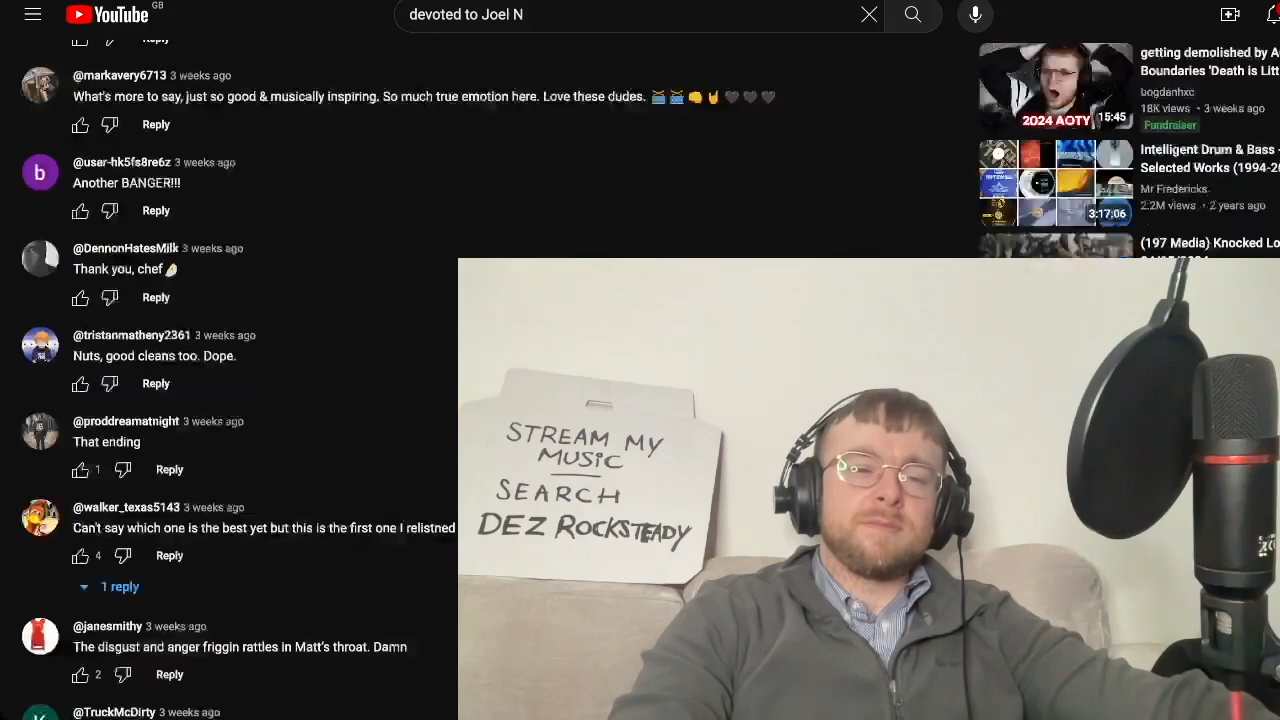 YouTube GB
devoted to Joel N
Reply
@markavery6713 3 weeks ago
What's more to say, just so good & musically inspiring. So much true emotion here. Love these dudes.
Reply
@user-hk5fs8re6z 3 weeks ago
b
Another BANGER!!!
Reply
@DennonHatesMilk 3 weeks ago
Thank you, chef
Reply
@tristanmatheny2361 3 weeks ago
Nuts, good cleans too. Dope.
Reply
@proddreamatnight 3 weeks ago
That ending
1 Reply
@walker_texas5143 3 weeks ago
Can't say which one is the best yet but this is the first one I relistned
4 Reply
1 reply
@janesmithy 3 weeks ago
The disgust and anger friggin rattles in Matt's throat. Damn
2 Reply
@TruckMcDirty 3 weeks ago
getting demolished by
Boundaries 'Death is Litt
bogdanhxc
18K views • 3 weeks ago
Fundraiser
2024 AOTY
15:45
Intelligent Drum & Bass -
Selected Works (1994-20
Mr Fredericks.
2.2M views • 2 years ago
3:17:06
(197 Media) Knocked Lo
STREAM MY
MUSIC
SEARCH
DEZ ROCKSTEADY